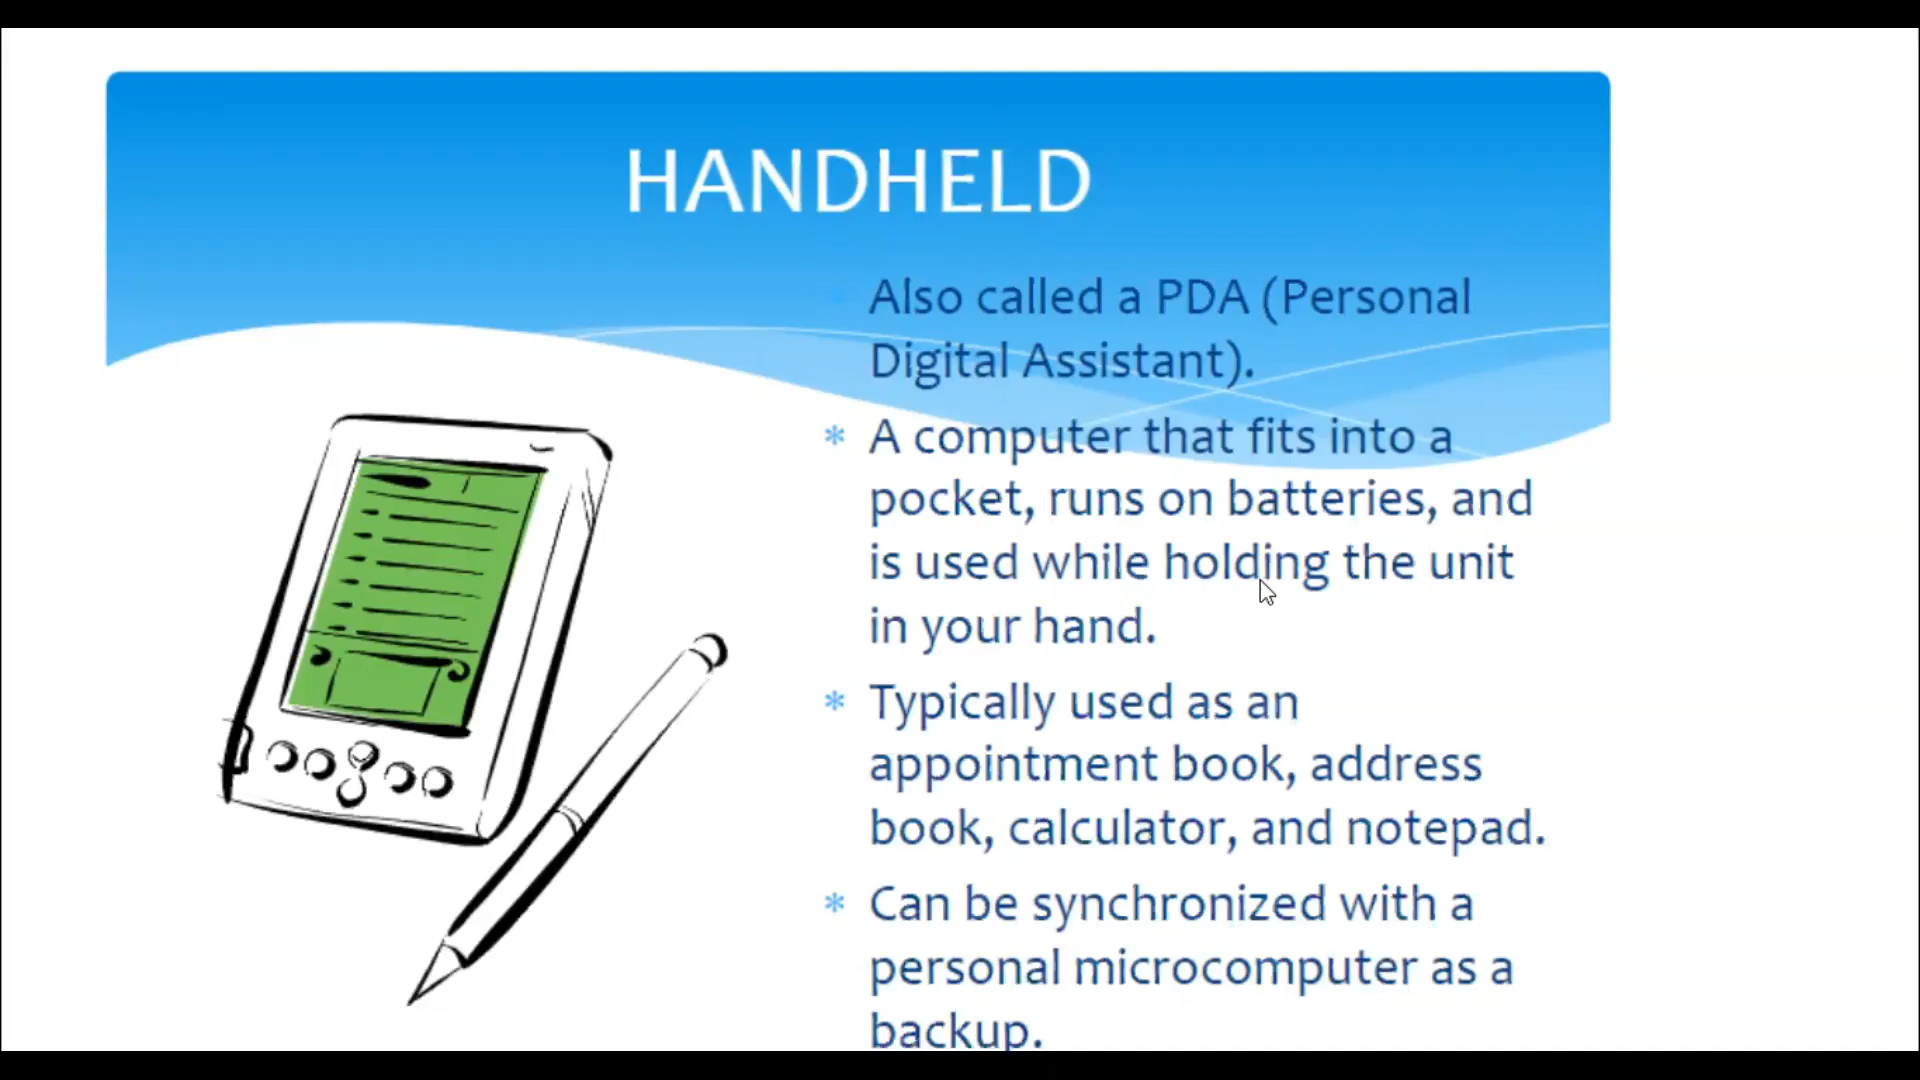 HANDHELD
Also called a PDA (Personal
Digital Assistant).
* A computer that fits into a
pocket, runs on batteries, and
is used while holding the unit
in your hand.
* Typically used as an
appointment book, address
book, calculator, and notepad.
* Can be synchronized with a
personal microcomputer as a
backup.